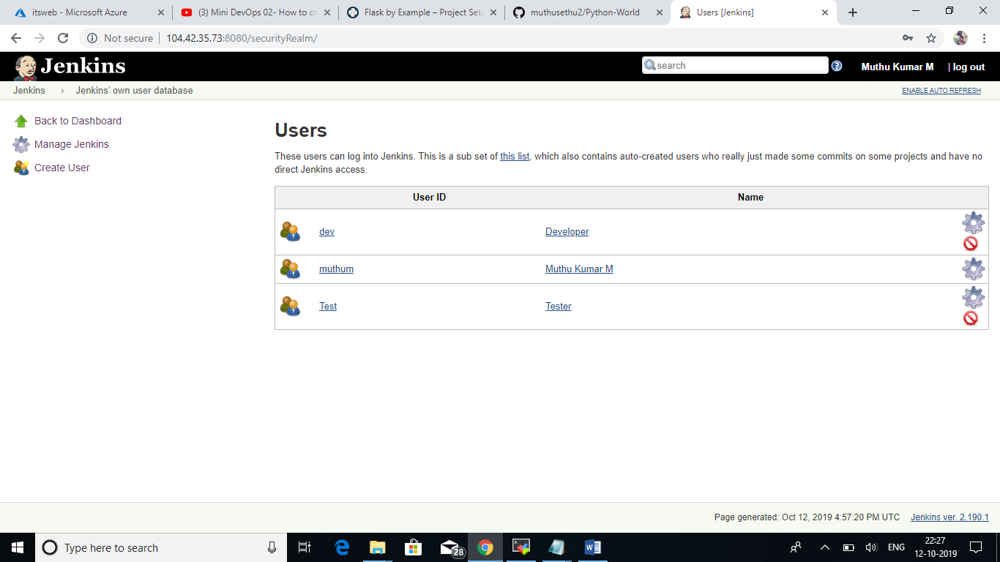 itsweb - Microsoft Azure
(3) Mini DevOps 02- How to cr
Flask by Example – Project Setu
muthusethu2/Python-World
Users [Jenkins]
Not secure
104.42.35.73:8080/securityRealm/
Jenkins
search
?
Muthu Kumar M
| log out
Jenkins
Jenkins' own user database
ENABLE AUTO REFRESH
Back to Dashboard
Manage Jenkins
Create User
Users
These users can log into Jenkins. This is a sub set of this list, which also contains auto-created users who really just made some commits on some projects and have no
direct Jenkins access.
User ID Name
dev Developer
muthum Muthu Kumar M
Test Tester
Page generated: Oct 12, 2019 4:57:20 PM UTC Jenkins ver. 2.190.1
Type here to search
28
ENG
22:27
12-10-2019